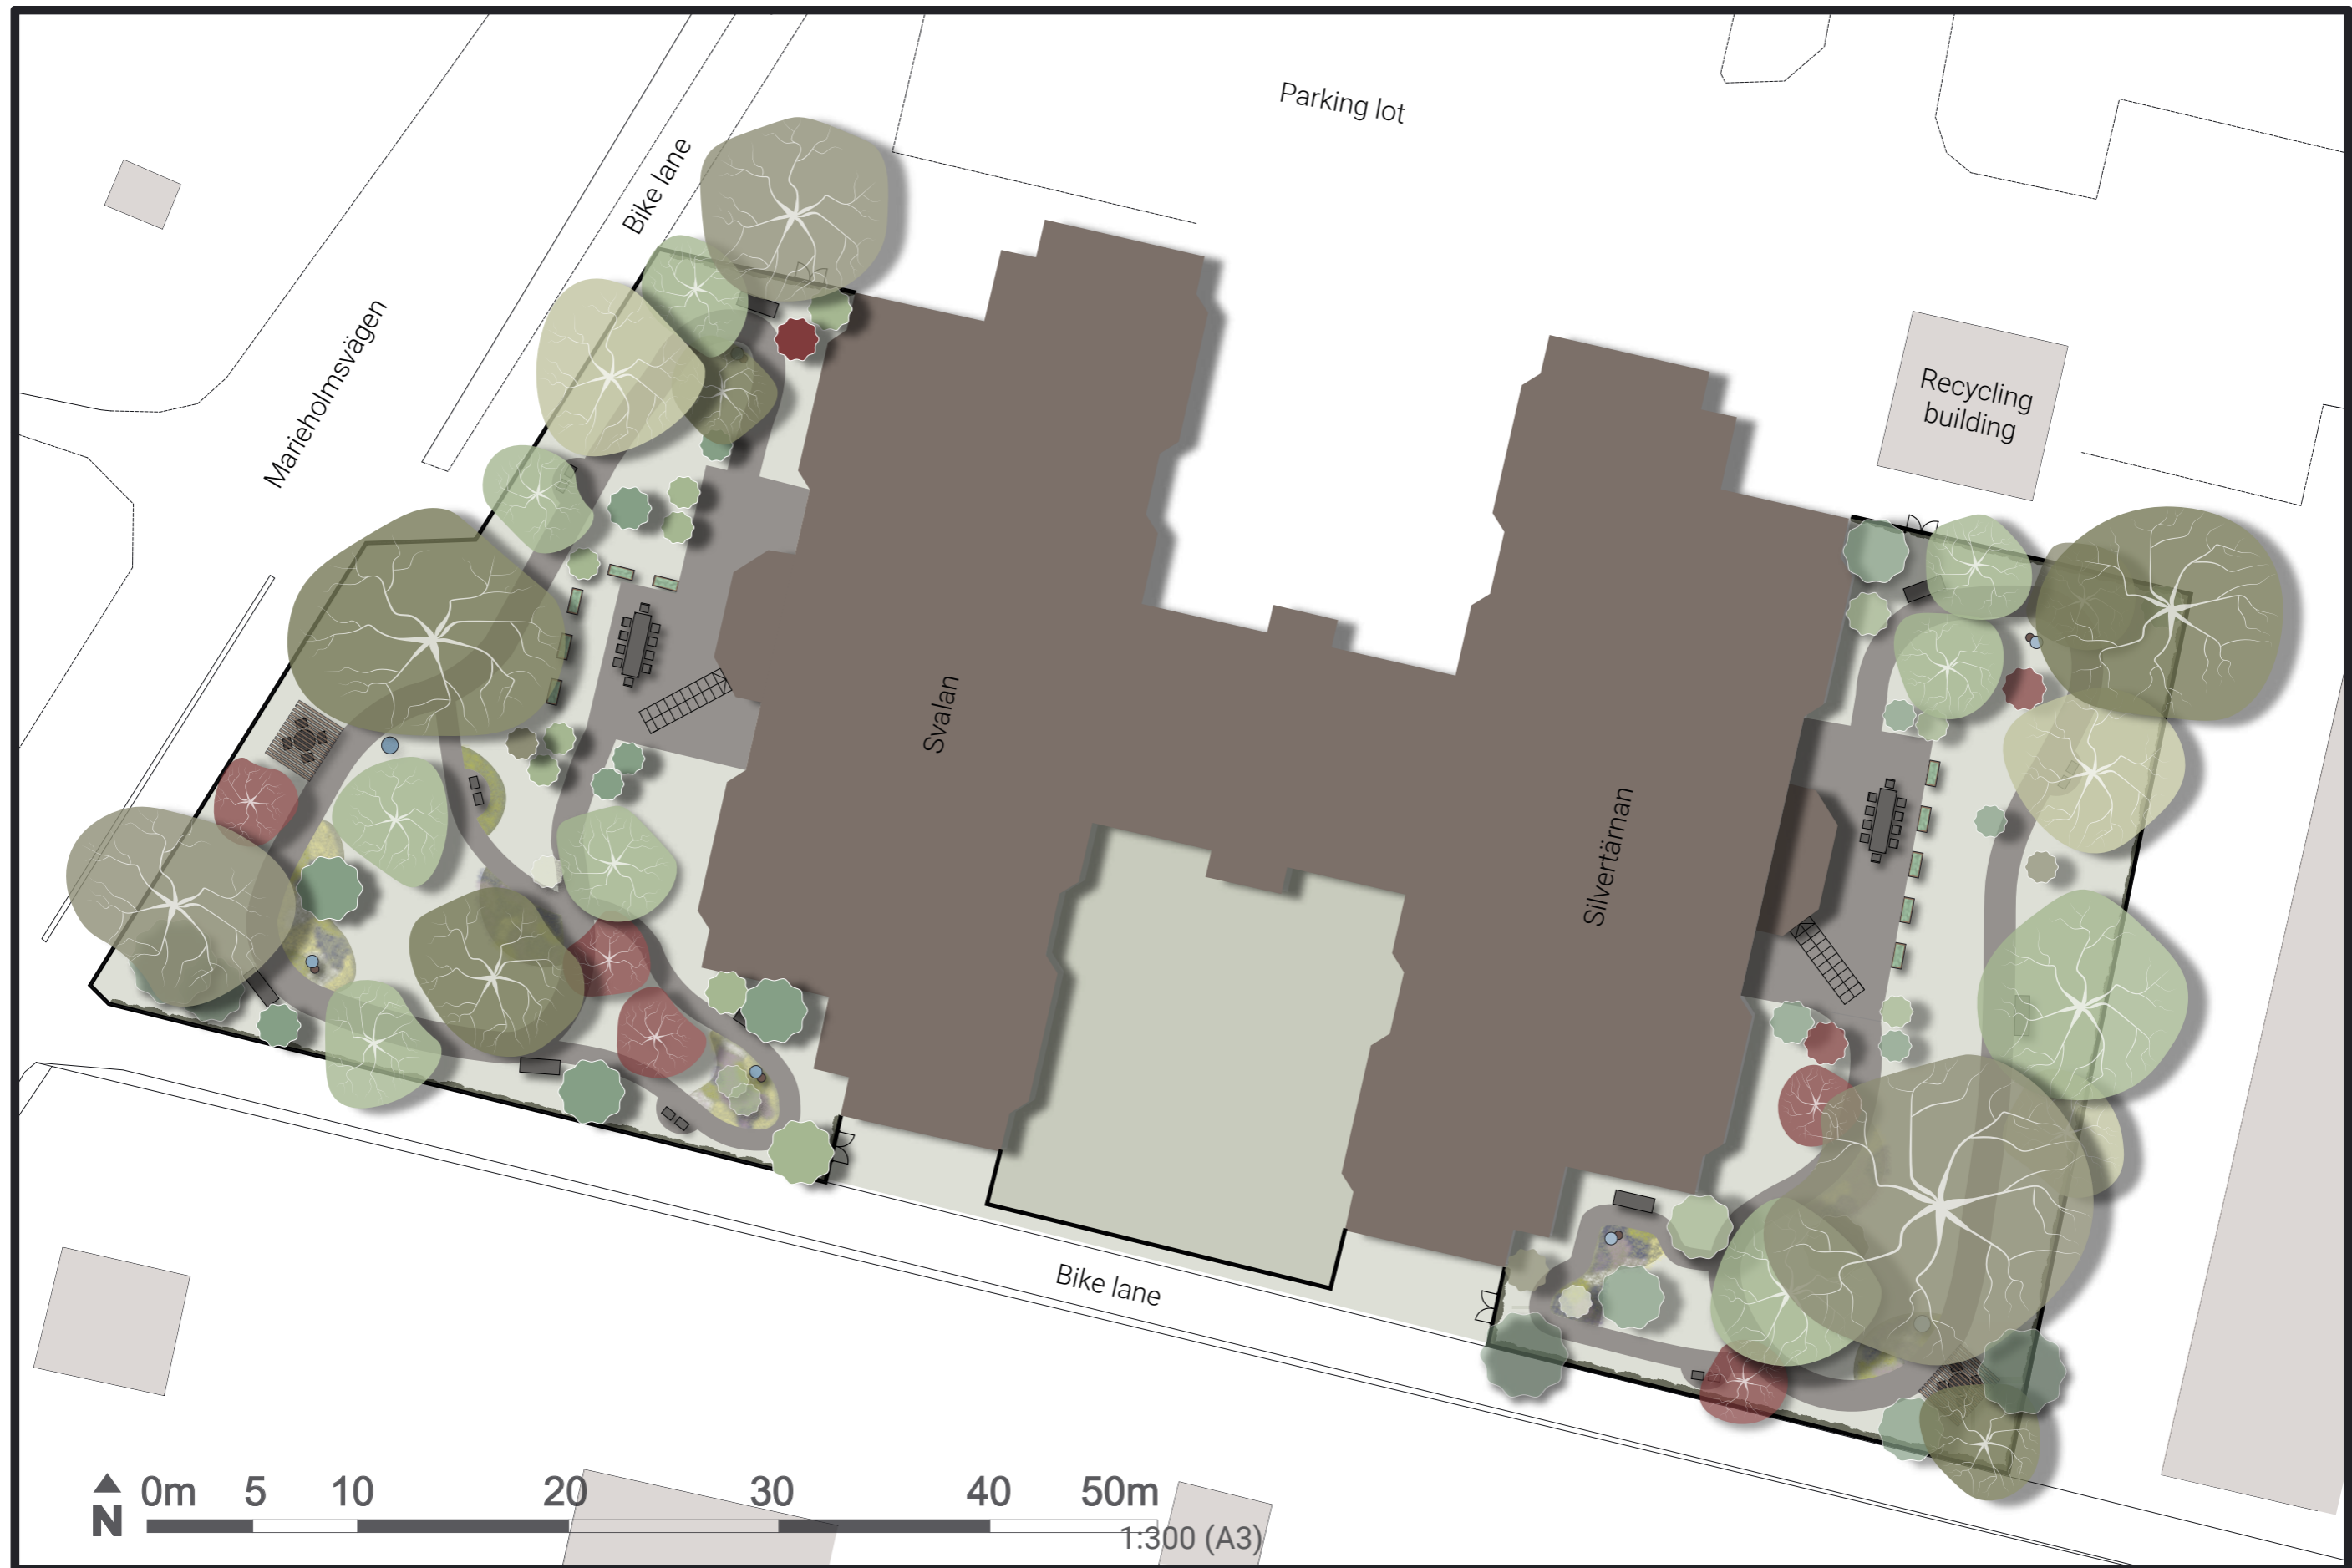 Parking lot
Bike lane
Marieholmsvägen
Recycling
building
Svalan
Silvertärnan
Bike lane
0m 5 10 20 30 40 50m
N
1:300 (A3)